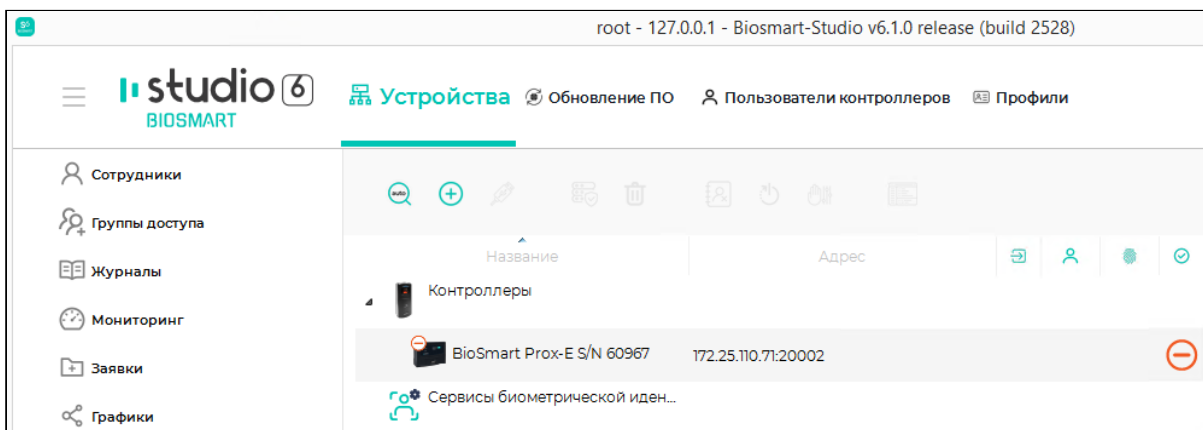 root - 127.0.0.1 - Biosmart-Studio v6.1.0 release (build 2528)
studio 6
BIOSMART
Устройства Обновление ПО Пользователи контроллеров Профили
Сотрудники
Группы доступа
Журналы
Мониторинг
Заявки
Графики
auto
Название Адрес
Контроллеры
BioSmart Prox-E S/N 60967 172.25.110.71:20002
Сервисы биометрической иден...